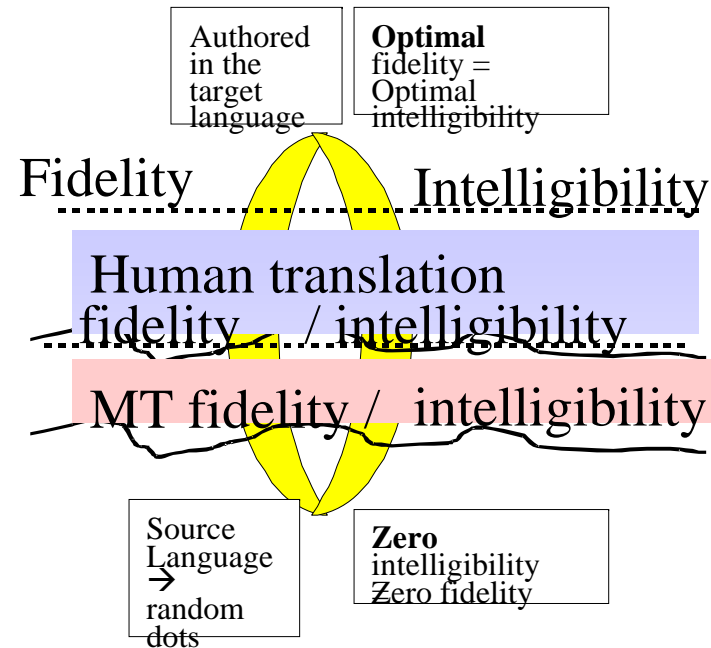 Authored
in the
target
language
Optimal
fidelity =
Optimal
intelligibility
Fidelity
Intelligibility
Human translation
fidelity / intelligibility
MT fidelity / intelligibility
Source
Language
→
random
dots
Zero
intelligibility
Zero fidelity